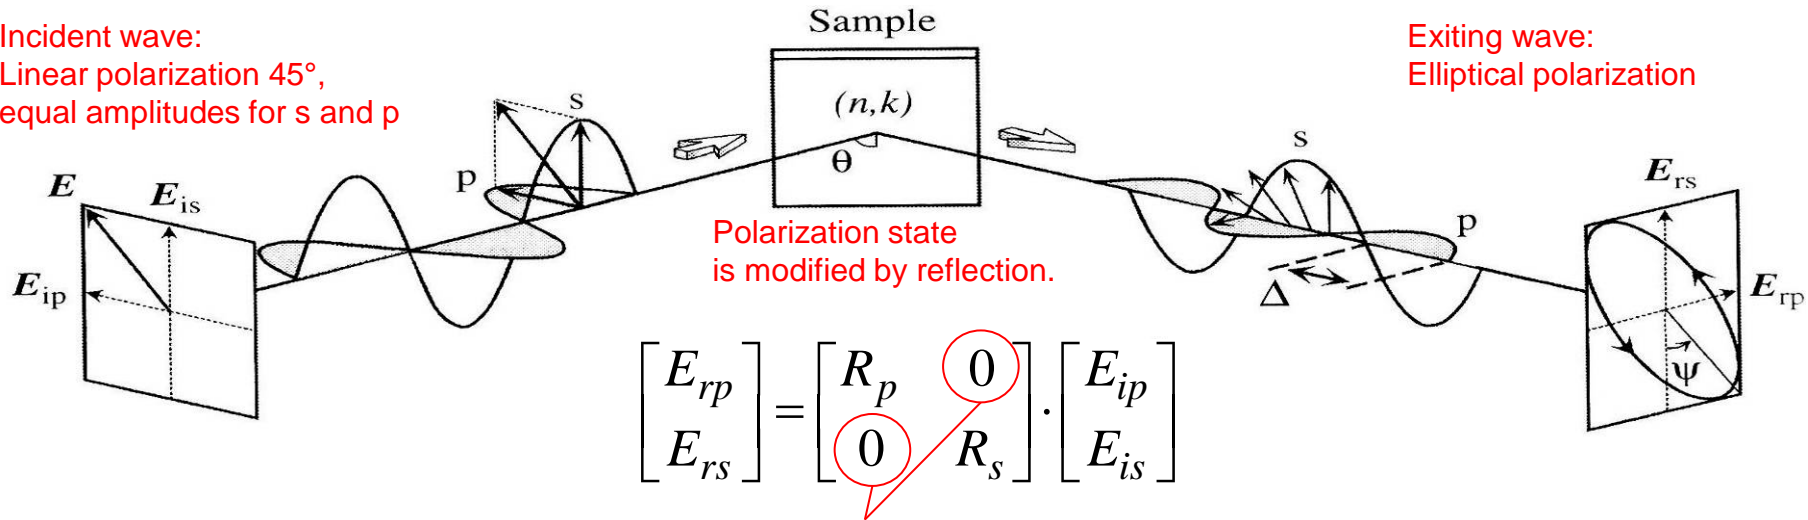 Sample
Incident wave:
Linear polarization 45°,
equal amplitudes for s and p
Exiting wave:
Elliptical polarization
(n,k)
θ
s
p
E
E_is
E_ip
s
p
Δ
E_rs
E_rp
ψ
Polarization state
is modified by reflection.
[E_rp] = [R_p 0] · [E_ip]
[E_rs] [0 R_s] [E_is]